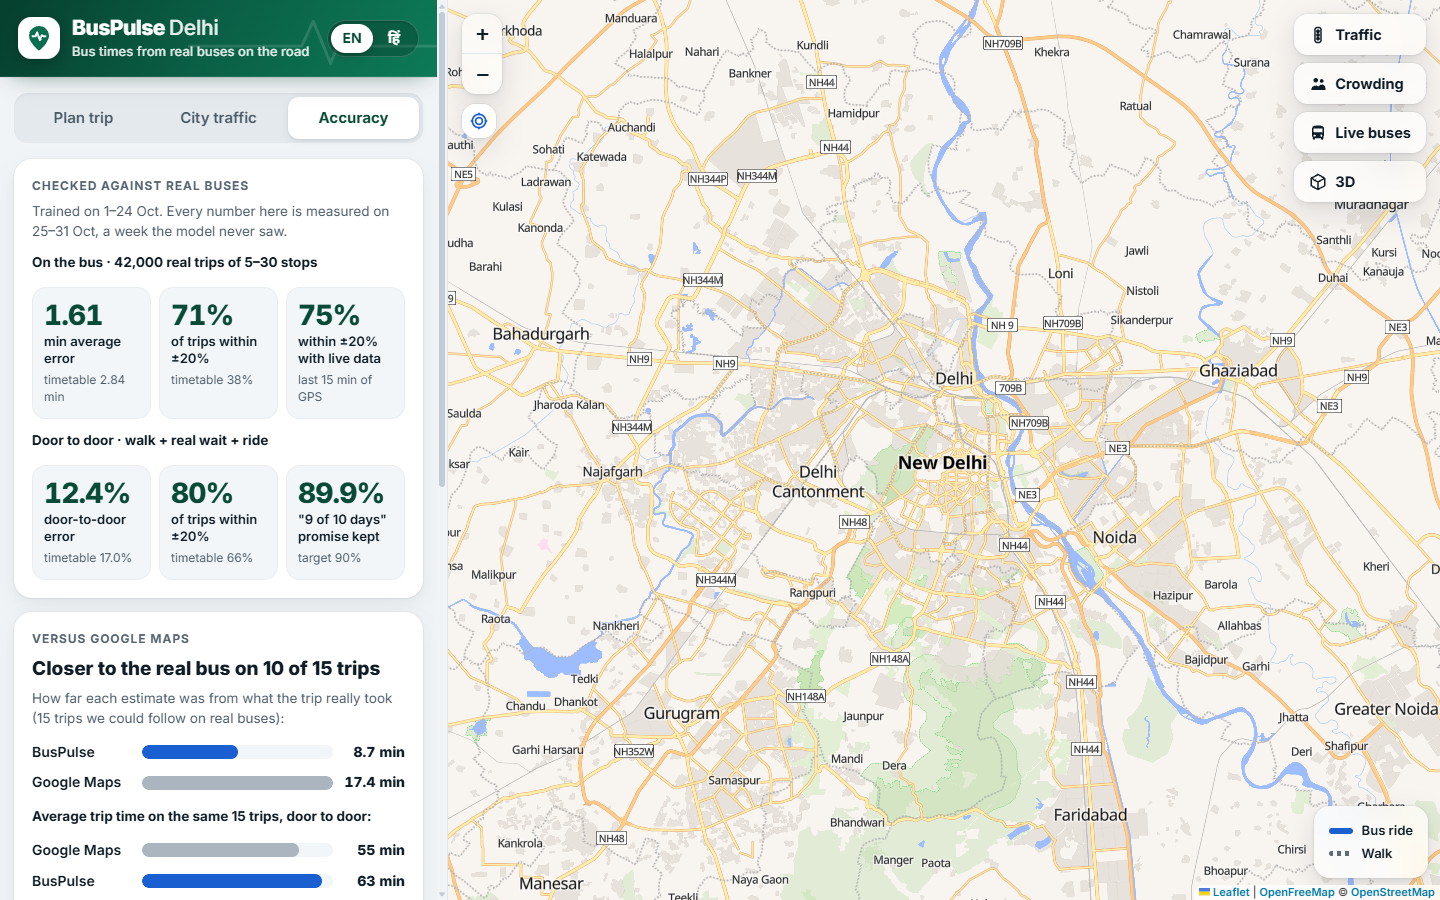 BusPulse Delhi
Bus times from real buses on the road
EN
हिं
Plan trip
City traffic
Accuracy
CHECKED AGAINST REAL BUSES
Trained on 1–24 Oct. Every number here is measured on
25–31 Oct, a week the model never saw.
On the bus · 42,000 real trips of 5–30 stops
1.61
min average
error
timetable 2.84
min
71%
of trips within
±20%
timetable 38%
75%
within ±20%
with live data
last 15 min of
GPS
Door to door · walk + real wait + ride
12.4%
door-to-door
error
timetable 17.0%
80%
of trips within
±20%
timetable 66%
89.9%
"9 of 10 days"
promise kept
target 90%
VERSUS GOOGLE MAPS
Closer to the real bus on 10 of 15 trips
How far each estimate was from what the trip really took
(15 trips we could follow on real buses):
BusPulse
8.7 min
Google Maps
17.4 min
Average trip time on the same 15 trips, door to door:
Google Maps
55 min
BusPulse
63 min
+
−
Traffic
Crowding
Live buses
3D
Manduara
Kundli
NH709B
Khekra
Chamrawal
Surana
Halalpur
Nahari
Bankner
NH44
Hamidpur
Ratual
Auchandi
Sohati
Katewada
NH44
NE5
Ladrawan
NH344P
NH344M
Kulasi
Muradnagar
Kanonda
Santhli
Kursi
Barahi
Jawli
Loni
Duhai
Kanauja
NH344M
Nistoli
Sikanderpur
Bahadurgarh
NH 9
NH709B
NE3
NH9
NH9
NH9
Delhi
709B
Ghaziabad
NH9
Saulda
Jharoda Kalan
NE3
NH344M
NH709B
Kair
NE3
Najafgarh
Delhi
Cantonment
New Delhi
NE3
NH48
Noida
NH44
Malikpur
NH344M
Rangpuri
Kheri
Barola
Hazipur
NH44
Raota
Nankheri
Allahbas
NH148A
Bajidpur
Garhi
Tedki
NH44
Chandu
Dhankot
NH148A
Gurugram
Jaunpur
Jhatta
Greater Noida
Garhi Harsaru
NH352W
NH44
Deri
Shafipur
Mandi
Dera
Samaspur
Faridabad
Bhandwari
NH48
Kankrola
Chirsi
Manger
Paota
Bhoapur
Manesar
Naya Gaon
Bus ride
Walk
Leaflet | OpenFreeMap © OpenStreetMap